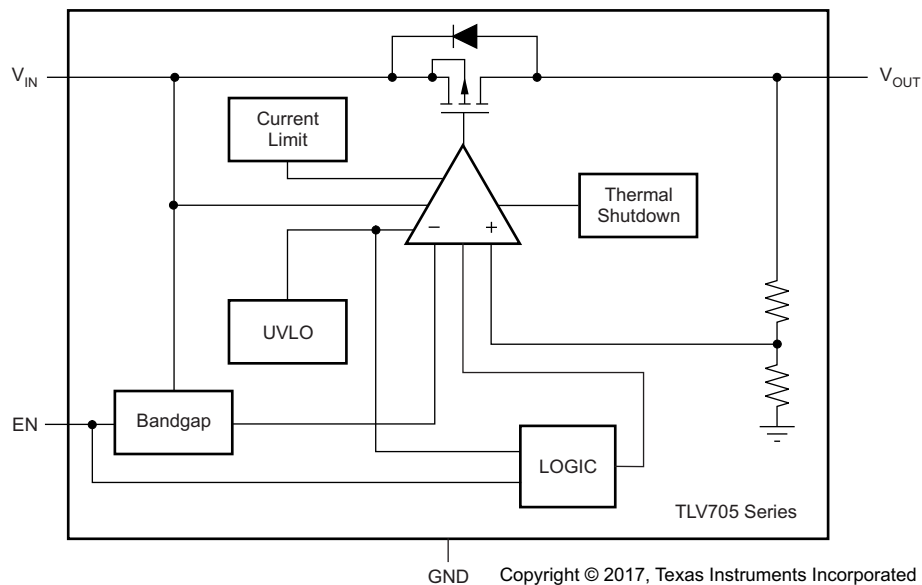 V_IN
V_OUT
Current
Limit
Thermal
Shutdown
−
+
UVLO
EN
Bandgap
LOGIC
TLV705 Series
GND
Copyright © 2017, Texas Instruments Incorporated